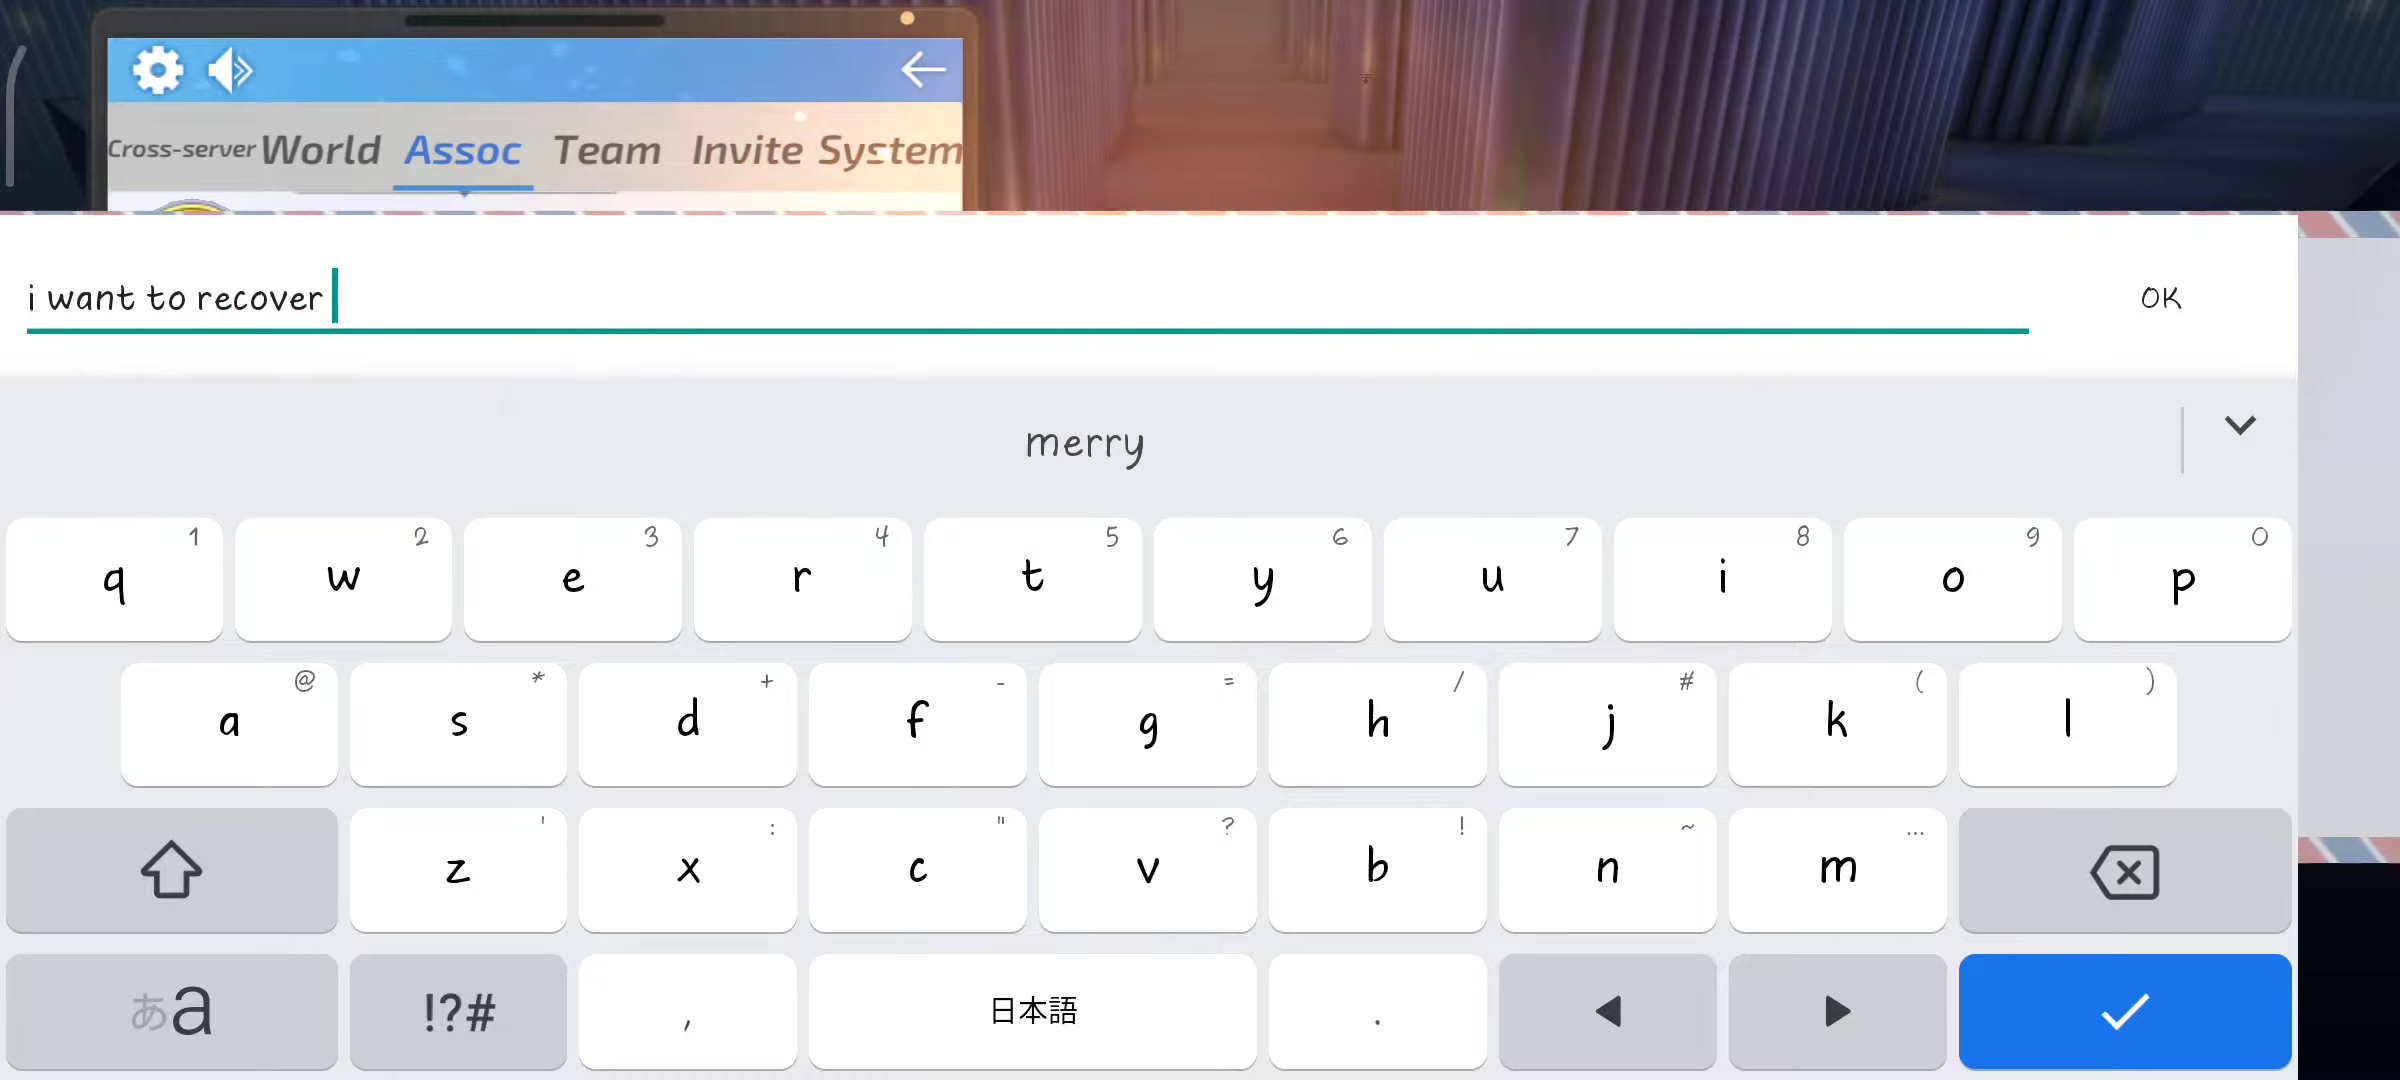 Cross-server World Assoc Team Invite System
i want to recover
OK
merry
q 1 w 2 e 3 r 4 t 5 y 6 u 7 i 8 o 9 p 0
a @ s * d + f - g = h / j # k ( l )
z ' x : c " v ? b ! n ~ m ...
あa !?# , 日本語 .